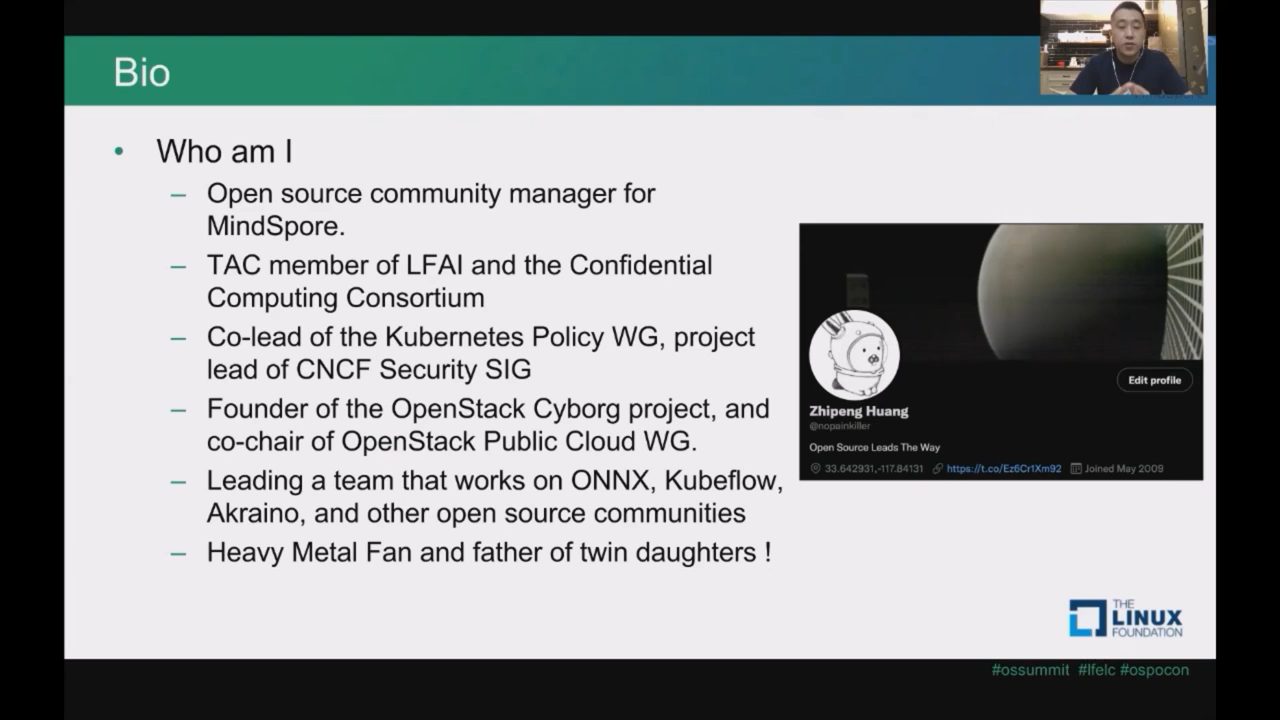 Bio
• Who am I
– Open source community manager for
MindSpore.
– TAC member of LFAI and the Confidential
Computing Consortium
– Co-lead of the Kubernetes Policy WG, project
lead of CNCF Security SIG
– Founder of the OpenStack Cyborg project, and
co-chair of OpenStack Public Cloud WG.
– Leading a team that works on ONNX, Kubeflow,
Akraino, and other open source communities
– Heavy Metal Fan and father of twin daughters !
Edit profile
Zhipeng Huang
@nopainkiller
Open Source Leads The Way
33.642931,-117.84131 https://t.co/Ez6Cr1Xm92 Joined May 2009
THE
LINUX
FOUNDATION
#ossummit #lfelc #ospocon